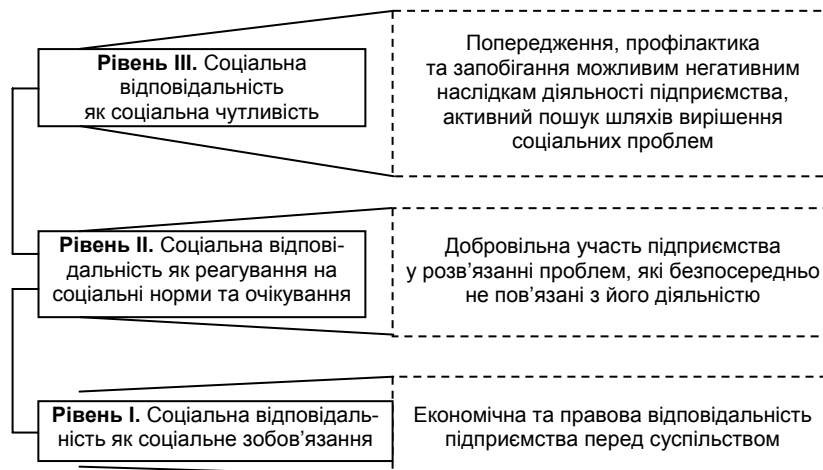 Рівень III. Соціальна
відповідальність
як соціальна чутливість
Попередження, профілактика
та запобігання можливим негативним
наслідкам діяльності підприємства,
активний пошук шляхів вирішення
соціальних проблем
Рівень II. Соціальна відпові-
дальність як реагування на
соціальні норми та очікування
Добровільна участь підприємства
у розв'язанні проблем, які безпосередньо
не пов'язані з його діяльністю
Рівень I. Соціальна відповідаль-
ність як соціальне зобов'язання
Економічна та правова відповідальність
підприємства перед суспільством